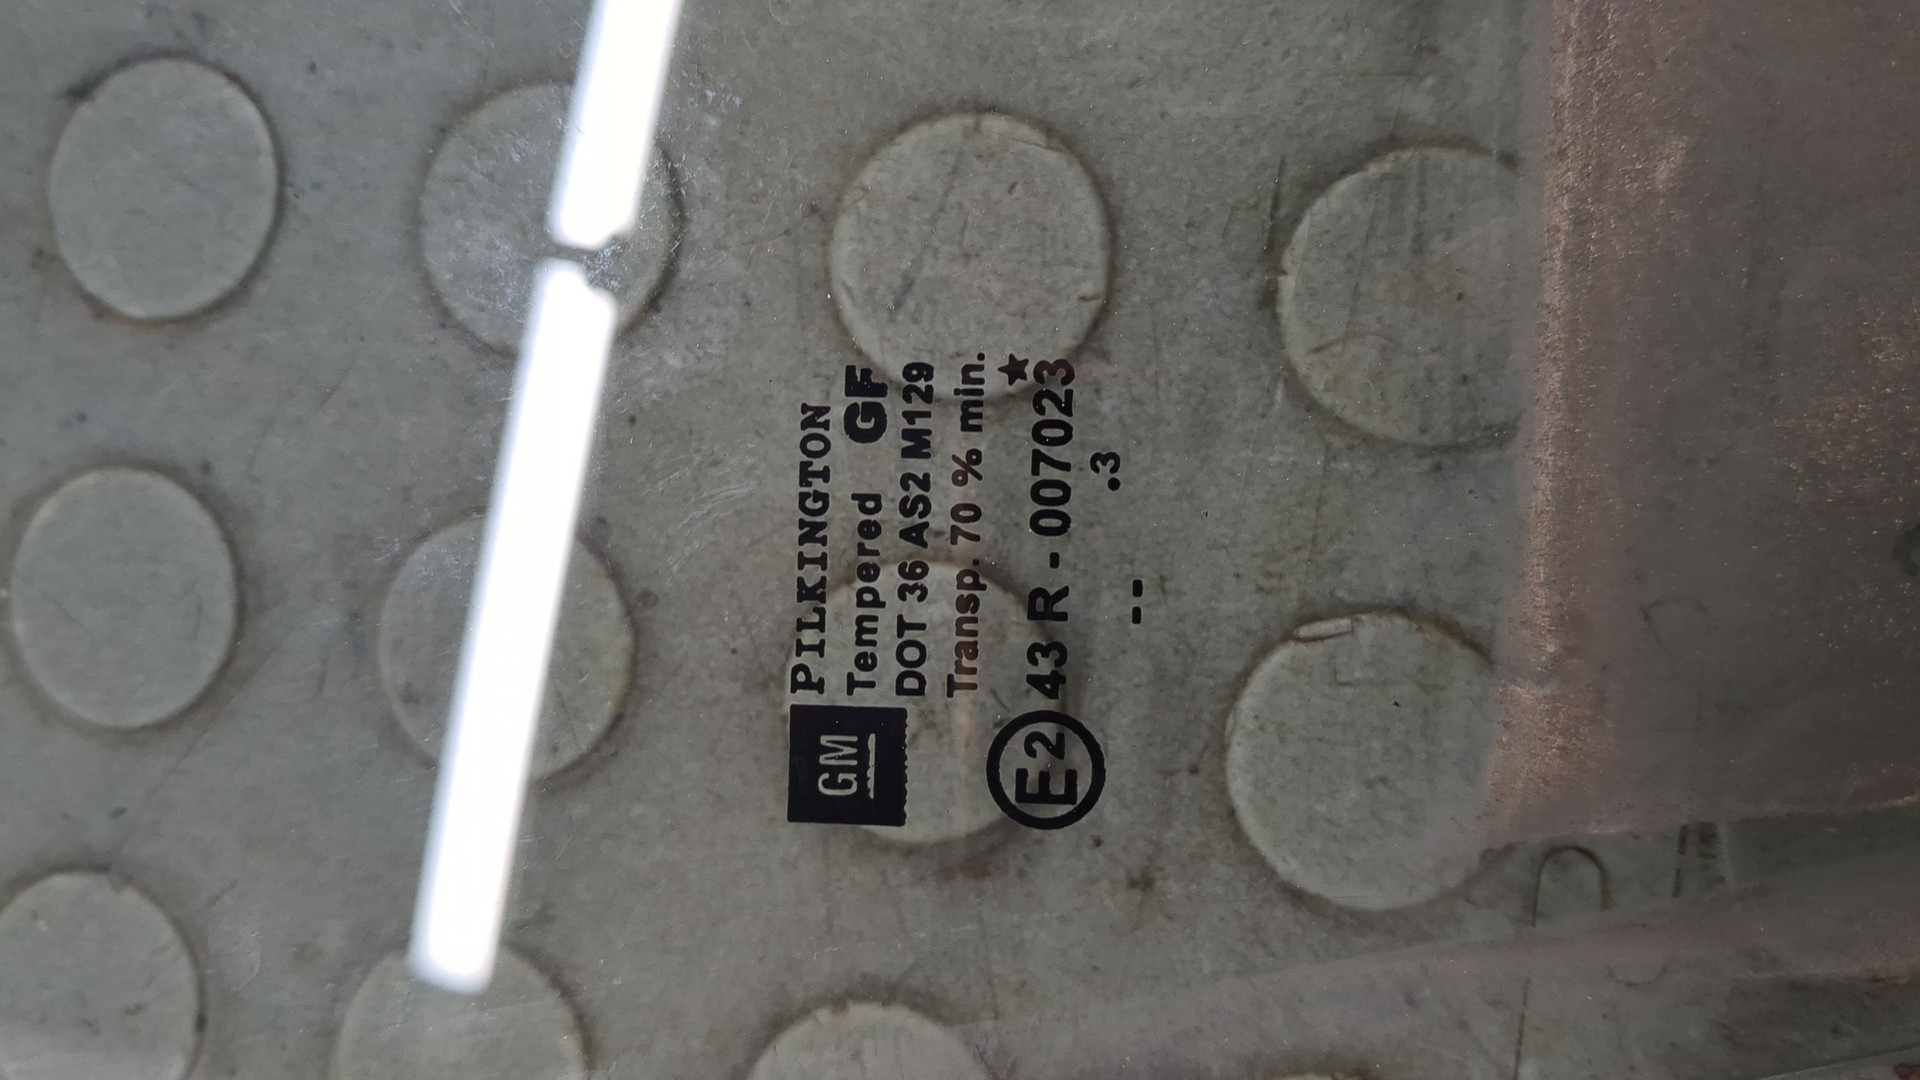 GM
PILKINGTON
Tempered GF
DOT 36 AS2 M129
Transp. 70 % min.
E2 43 R - 007023 ★
.3
--